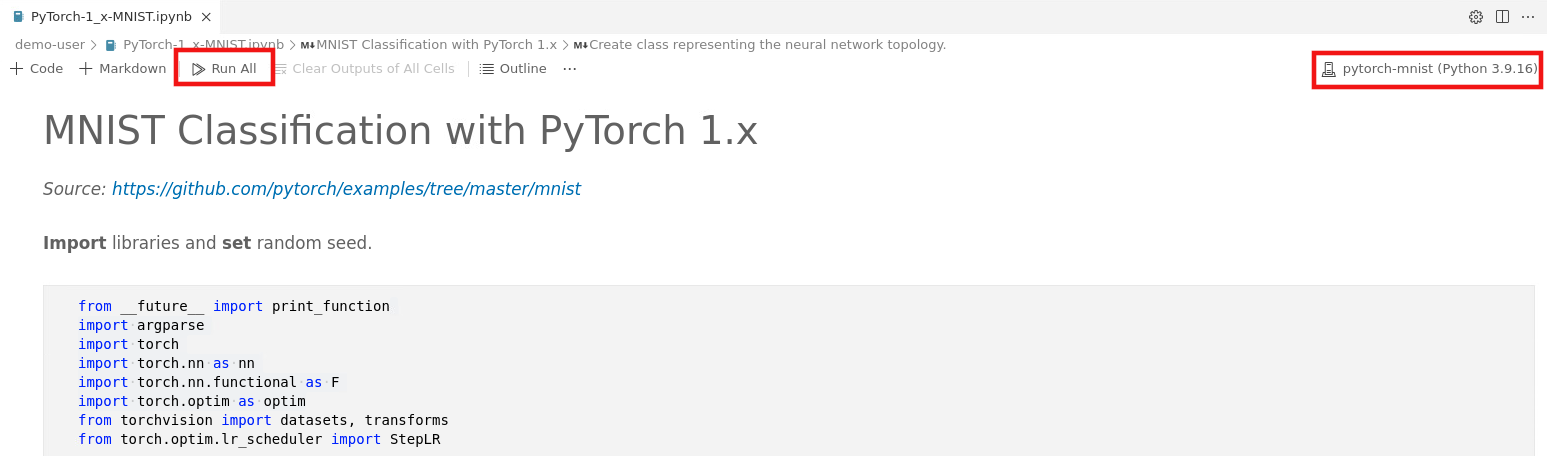 PyTorch-1_x-MNIST.ipynb
demo-user > PyTorch-1_x-MNIST.ipynb > M↓MNIST Classification with PyTorch 1.x > M↓Create class representing the neural network topology.
+ Code + Markdown Run All Clear Outputs of All Cells Outline ... pytorch-mnist (Python 3.9.16)
MNIST Classification with PyTorch 1.x
Source: https://github.com/pytorch/examples/tree/master/mnist
Import libraries and set random seed.
from __future__ import print_function
import argparse
import torch
import torch.nn as nn
import torch.nn.functional as F
import torch.optim as optim
from torchvision import datasets, transforms
from torch.optim.lr_scheduler import StepLR